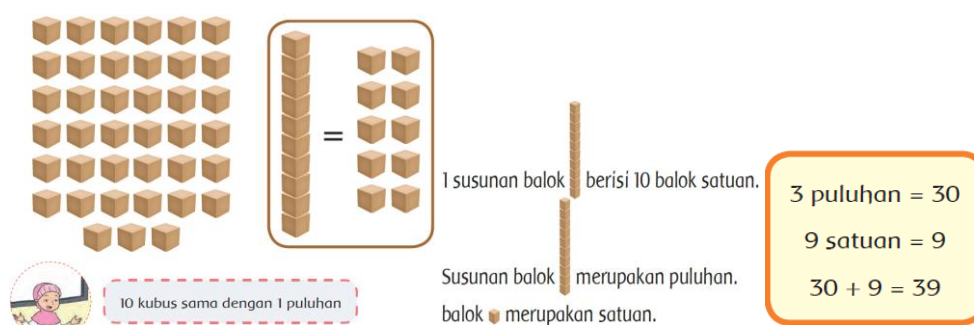 =
10 kubus sama dengan 1 puluhan
1 susunan balok berisi 10 balok satuan.
Susunan balok merupakan puluhan.
balok merupakan satuan.
3 puluhan = 30
9 satuan = 9
30 + 9 = 39